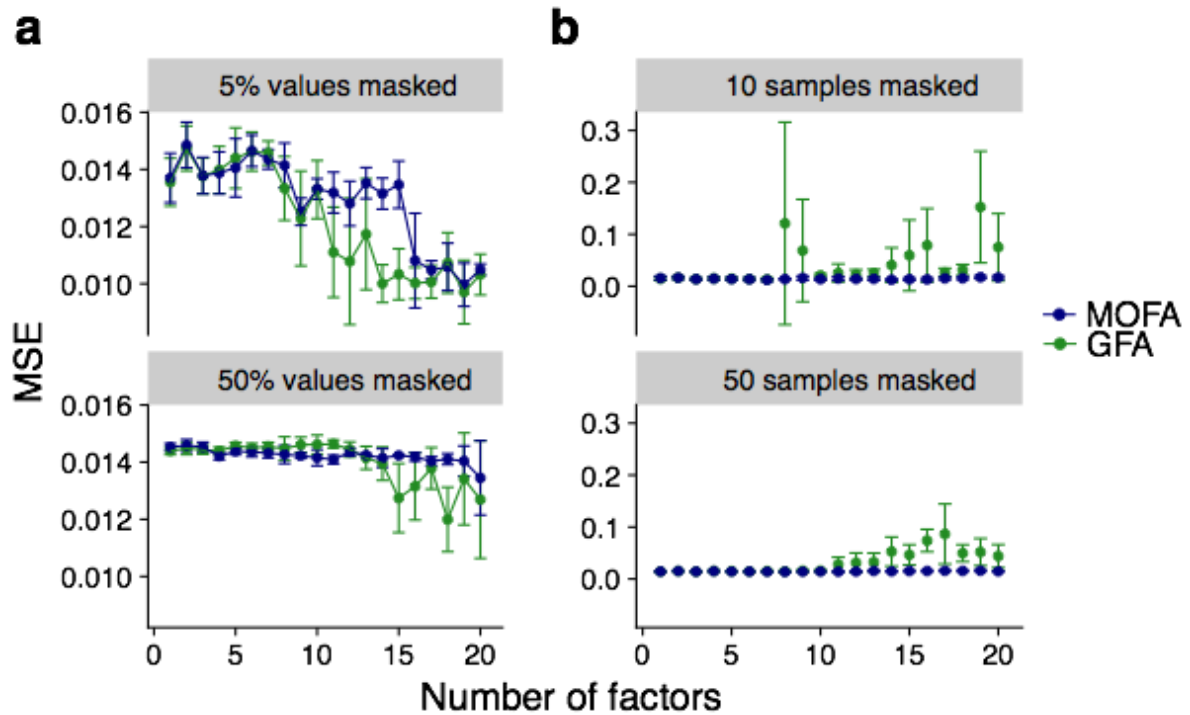 a
b
5% values masked
10 samples masked
0.016
0.014
0.012
0.010
0.3
0.2
0.1
0.0
MOFA
GFA
MSE
50% values masked
50 samples masked
0.016
0.014
0.012
0.010
0.3
0.2
0.1
0.0
0 5 10 15 20
0 5 10 15 20
Number of factors